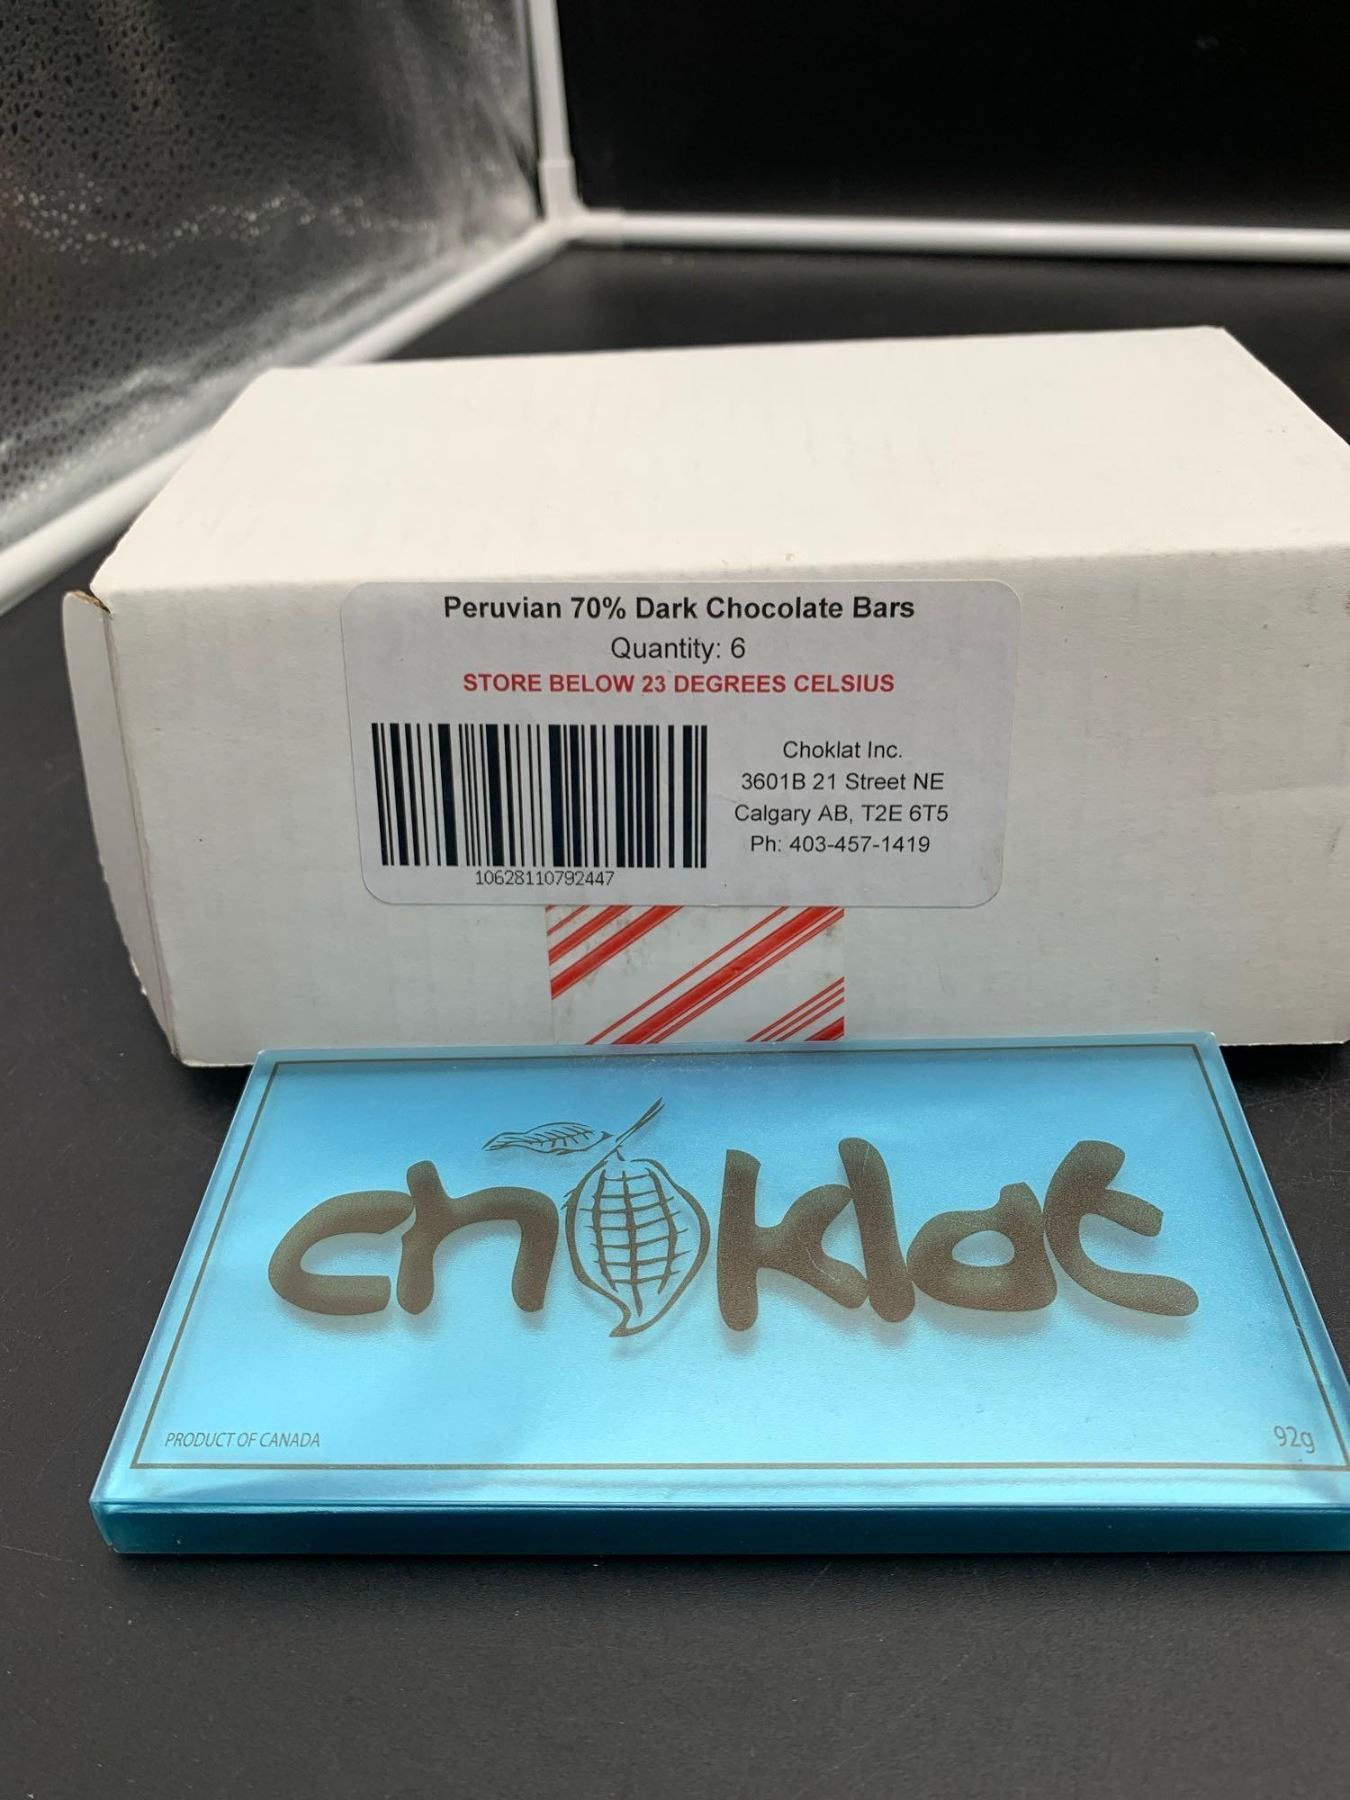 Peruvian 70% Dark Chocolate Bars
Quantity: 6
STORE BELOW 23 DEGREES CELSIUS
Choklat Inc.
3601B 21 Street NE
Calgary AB, T2E 6T5
Ph: 403-457-1419
10628110792447
choklat
PRODUCT OF CANADA
92g